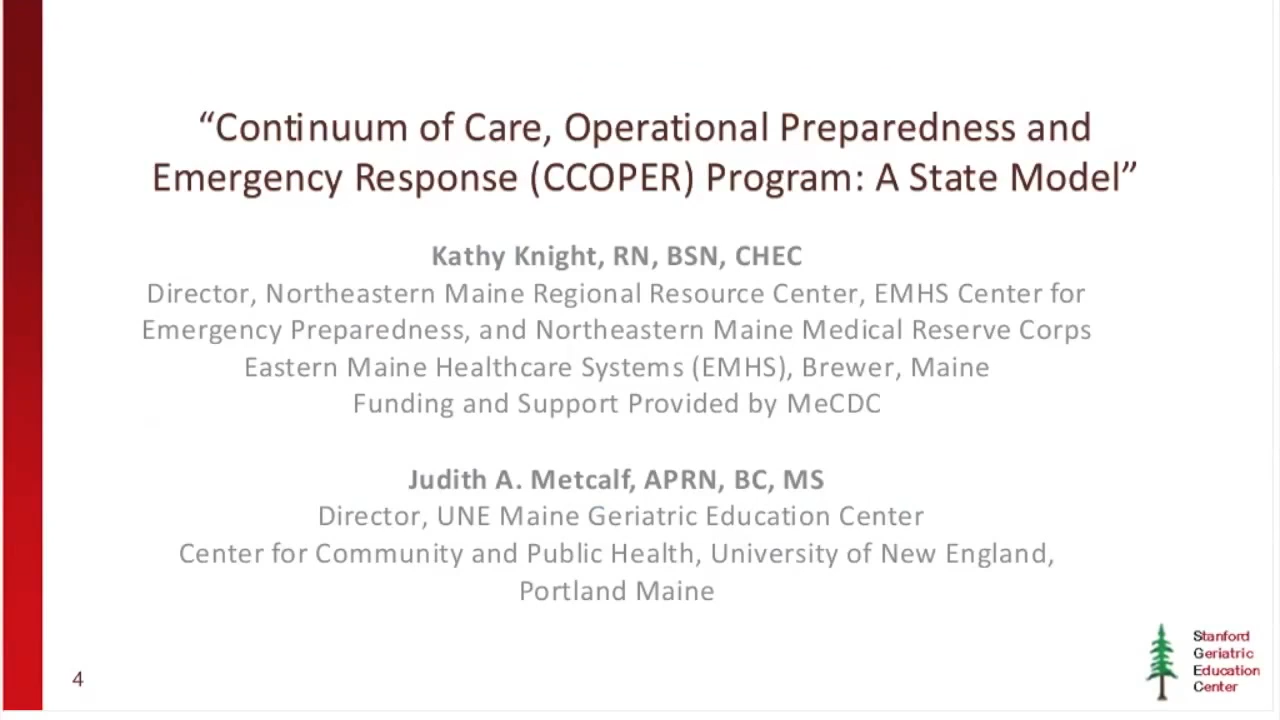 “Continuum of Care, Operational Preparedness and
Emergency Response (CCOPER) Program: A State Model”
Kathy Knight, RN, BSN, CHEC
Director, Northeastern Maine Regional Resource Center, EMHS Center for
Emergency Preparedness, and Northeastern Maine Medical Reserve Corps
Eastern Maine Healthcare Systems (EMHS), Brewer, Maine
Funding and Support Provided by MeCDC
Judith A. Metcalf, APRN, BC, MS
Director, UNE Maine Geriatric Education Center
Center for Community and Public Health, University of New England,
Portland Maine
4
Stanford
Geriatric
Education
Center